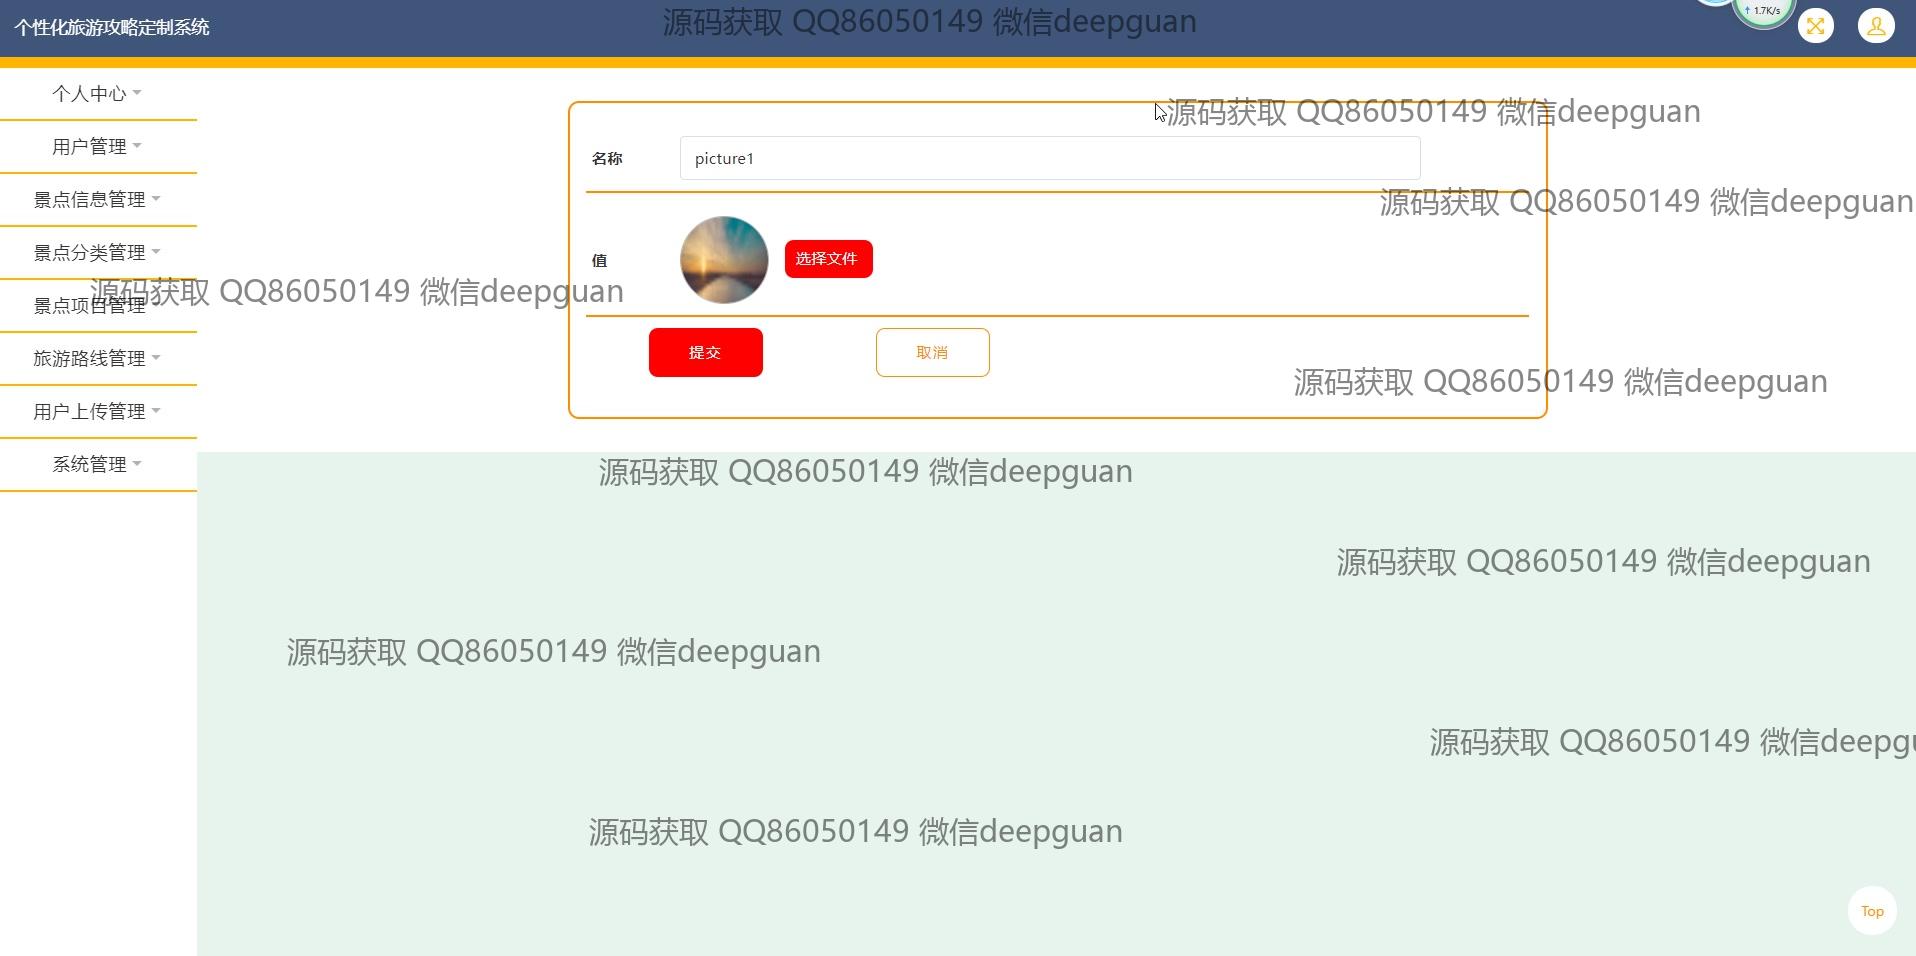 个性化旅游攻略定制系统
源码获取 QQ86050149 微信deepguan
↑ 1.7K/s
个人中心
用户管理
景点信息管理
景点分类管理
景点项目管理
旅游路线管理
用户上传管理
系统管理
源码获取 QQ86050149 微信deepguan
名称
picture1
源码获取 QQ86050149 微信deepguan
值
选择文件
源码获取 QQ86050149 微信deepguan
提交
取消
源码获取 QQ86050149 微信deepguan
源码获取 QQ86050149 微信deepguan
源码获取 QQ86050149 微信deepguan
源码获取 QQ86050149 微信deepguan
源码获取 QQ86050149 微信deepgu
源码获取 QQ86050149 微信deepguan
Top